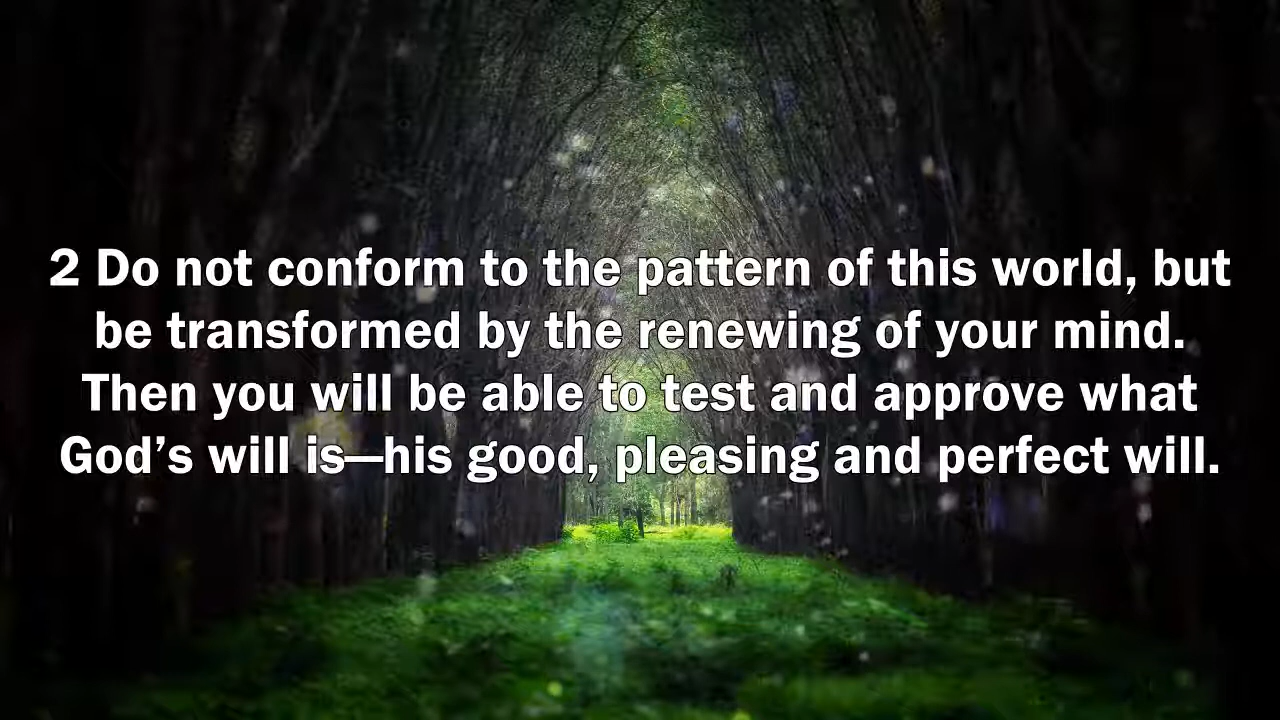 2 Do not conform to the pattern of this world, but
be transformed by the renewing of your mind.
Then you will be able to test and approve what
God’s will is—his good, pleasing and perfect will.